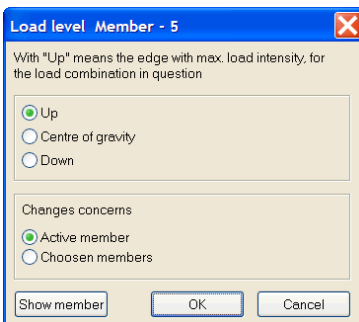 Load level  Member - 5
With "Up" means the edge with max. load intensity, for
the load combination in question
Up
Centre of gravity
Down
Changes concerns
Active member
Choosen members
Show member
OK
Cancel